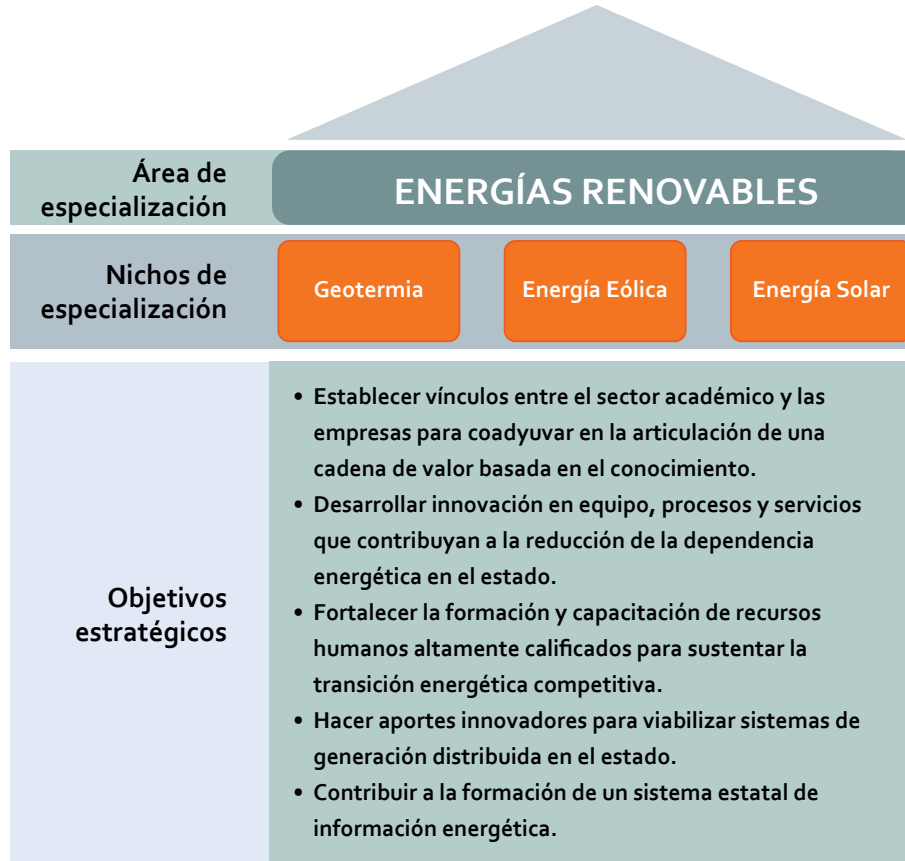 Área de
especialización
ENERGÍAS RENOVABLES
Nichos de
especialización
Geotermia
Energía Eólica
Energía Solar
Objetivos
estratégicos
• Establecer vínculos entre el sector académico y las
empresas para coadyuvar en la articulación de una
cadena de valor basada en el conocimiento.
• Desarrollar innovación en equipo, procesos y servicios
que contribuyan a la reducción de la dependencia
energética en el estado.
• Fortalecer la formación y capacitación de recursos
humanos altamente calificados para sustentar la
transición energética competitiva.
• Hacer aportes innovadores para viabilizar sistemas de
generación distribuida en el estado.
• Contribuir a la formación de un sistema estatal de
información energética.